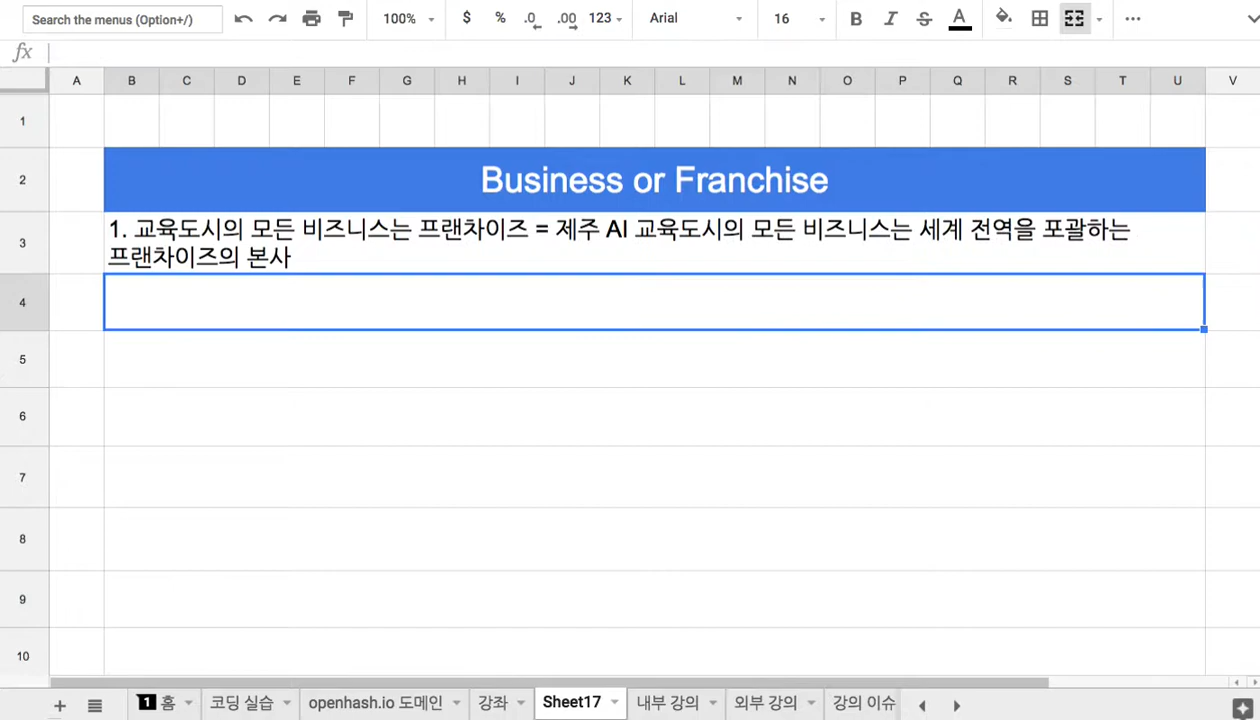 Search the menus (Option+/) 100% $ % .0 .00 123 Arial 16 B I S A
fx
A B C D E F G H I J K L M N O P Q R S T U V
1
2 Business or Franchise
3 1. 교육도시의 모든 비즈니스는 프랜차이즈 = 제주 AI 교육도시의 모든 비즈니스는 세계 전역을 포괄하는
프랜차이즈의 본사
4
5
6
7
8
9
10
+ 1 홈 코딩 실습 openhash.io 도메인 강좌 Sheet17 내부 강의 외부 강의 강의 이슈